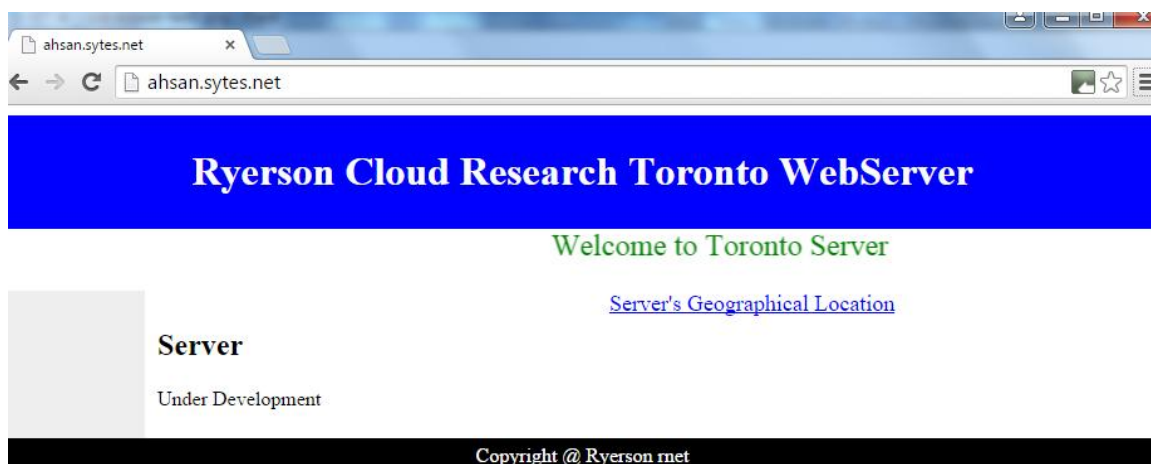 ahsan.sytes.net
ahsan.sytes.net
Ryerson Cloud Research Toronto WebServer
Welcome to Toronto Server
Server's Geographical Location
Server
Under Development
Copyright @ Ryerson rnet